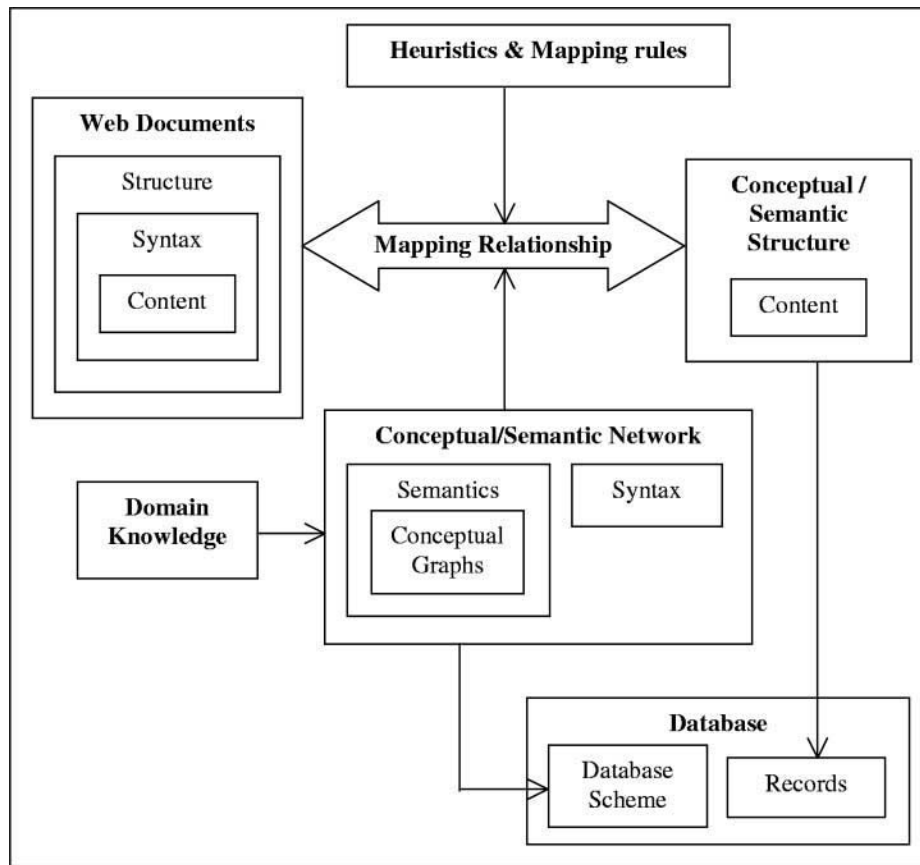 Heuristics & Mapping rules
Web Documents
Structure
Syntax
Content
Mapping Relationship
Conceptual /
Semantic
Structure
Content
Conceptual/Semantic Network
Semantics
Conceptual
Graphs
Syntax
Domain
Knowledge
Database
Database
Scheme
Records